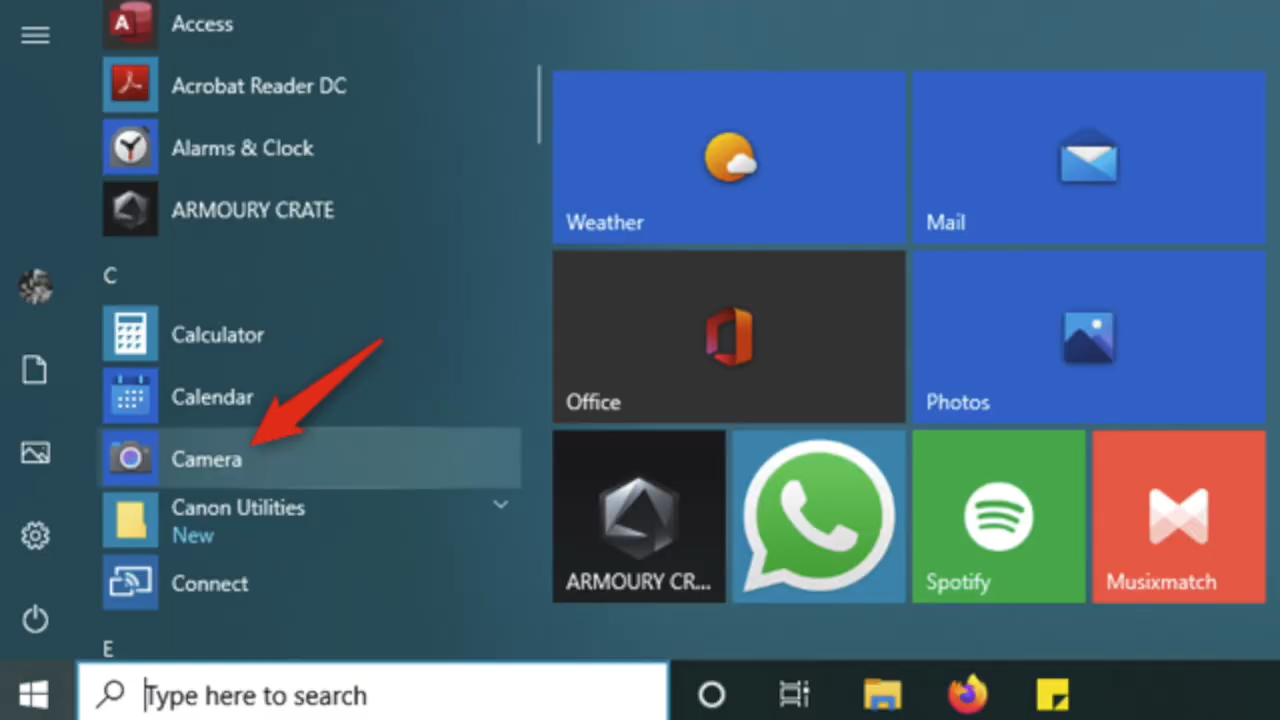 Access
Acrobat Reader DC
Alarms & Clock
ARMOURY CRATE
C
Calculator
Calendar
Camera
Canon Utilities
New
Connect
E
Weather
Mail
Office
Photos
ARMOURY CR...
Spotify
Musixmatch
Type here to search